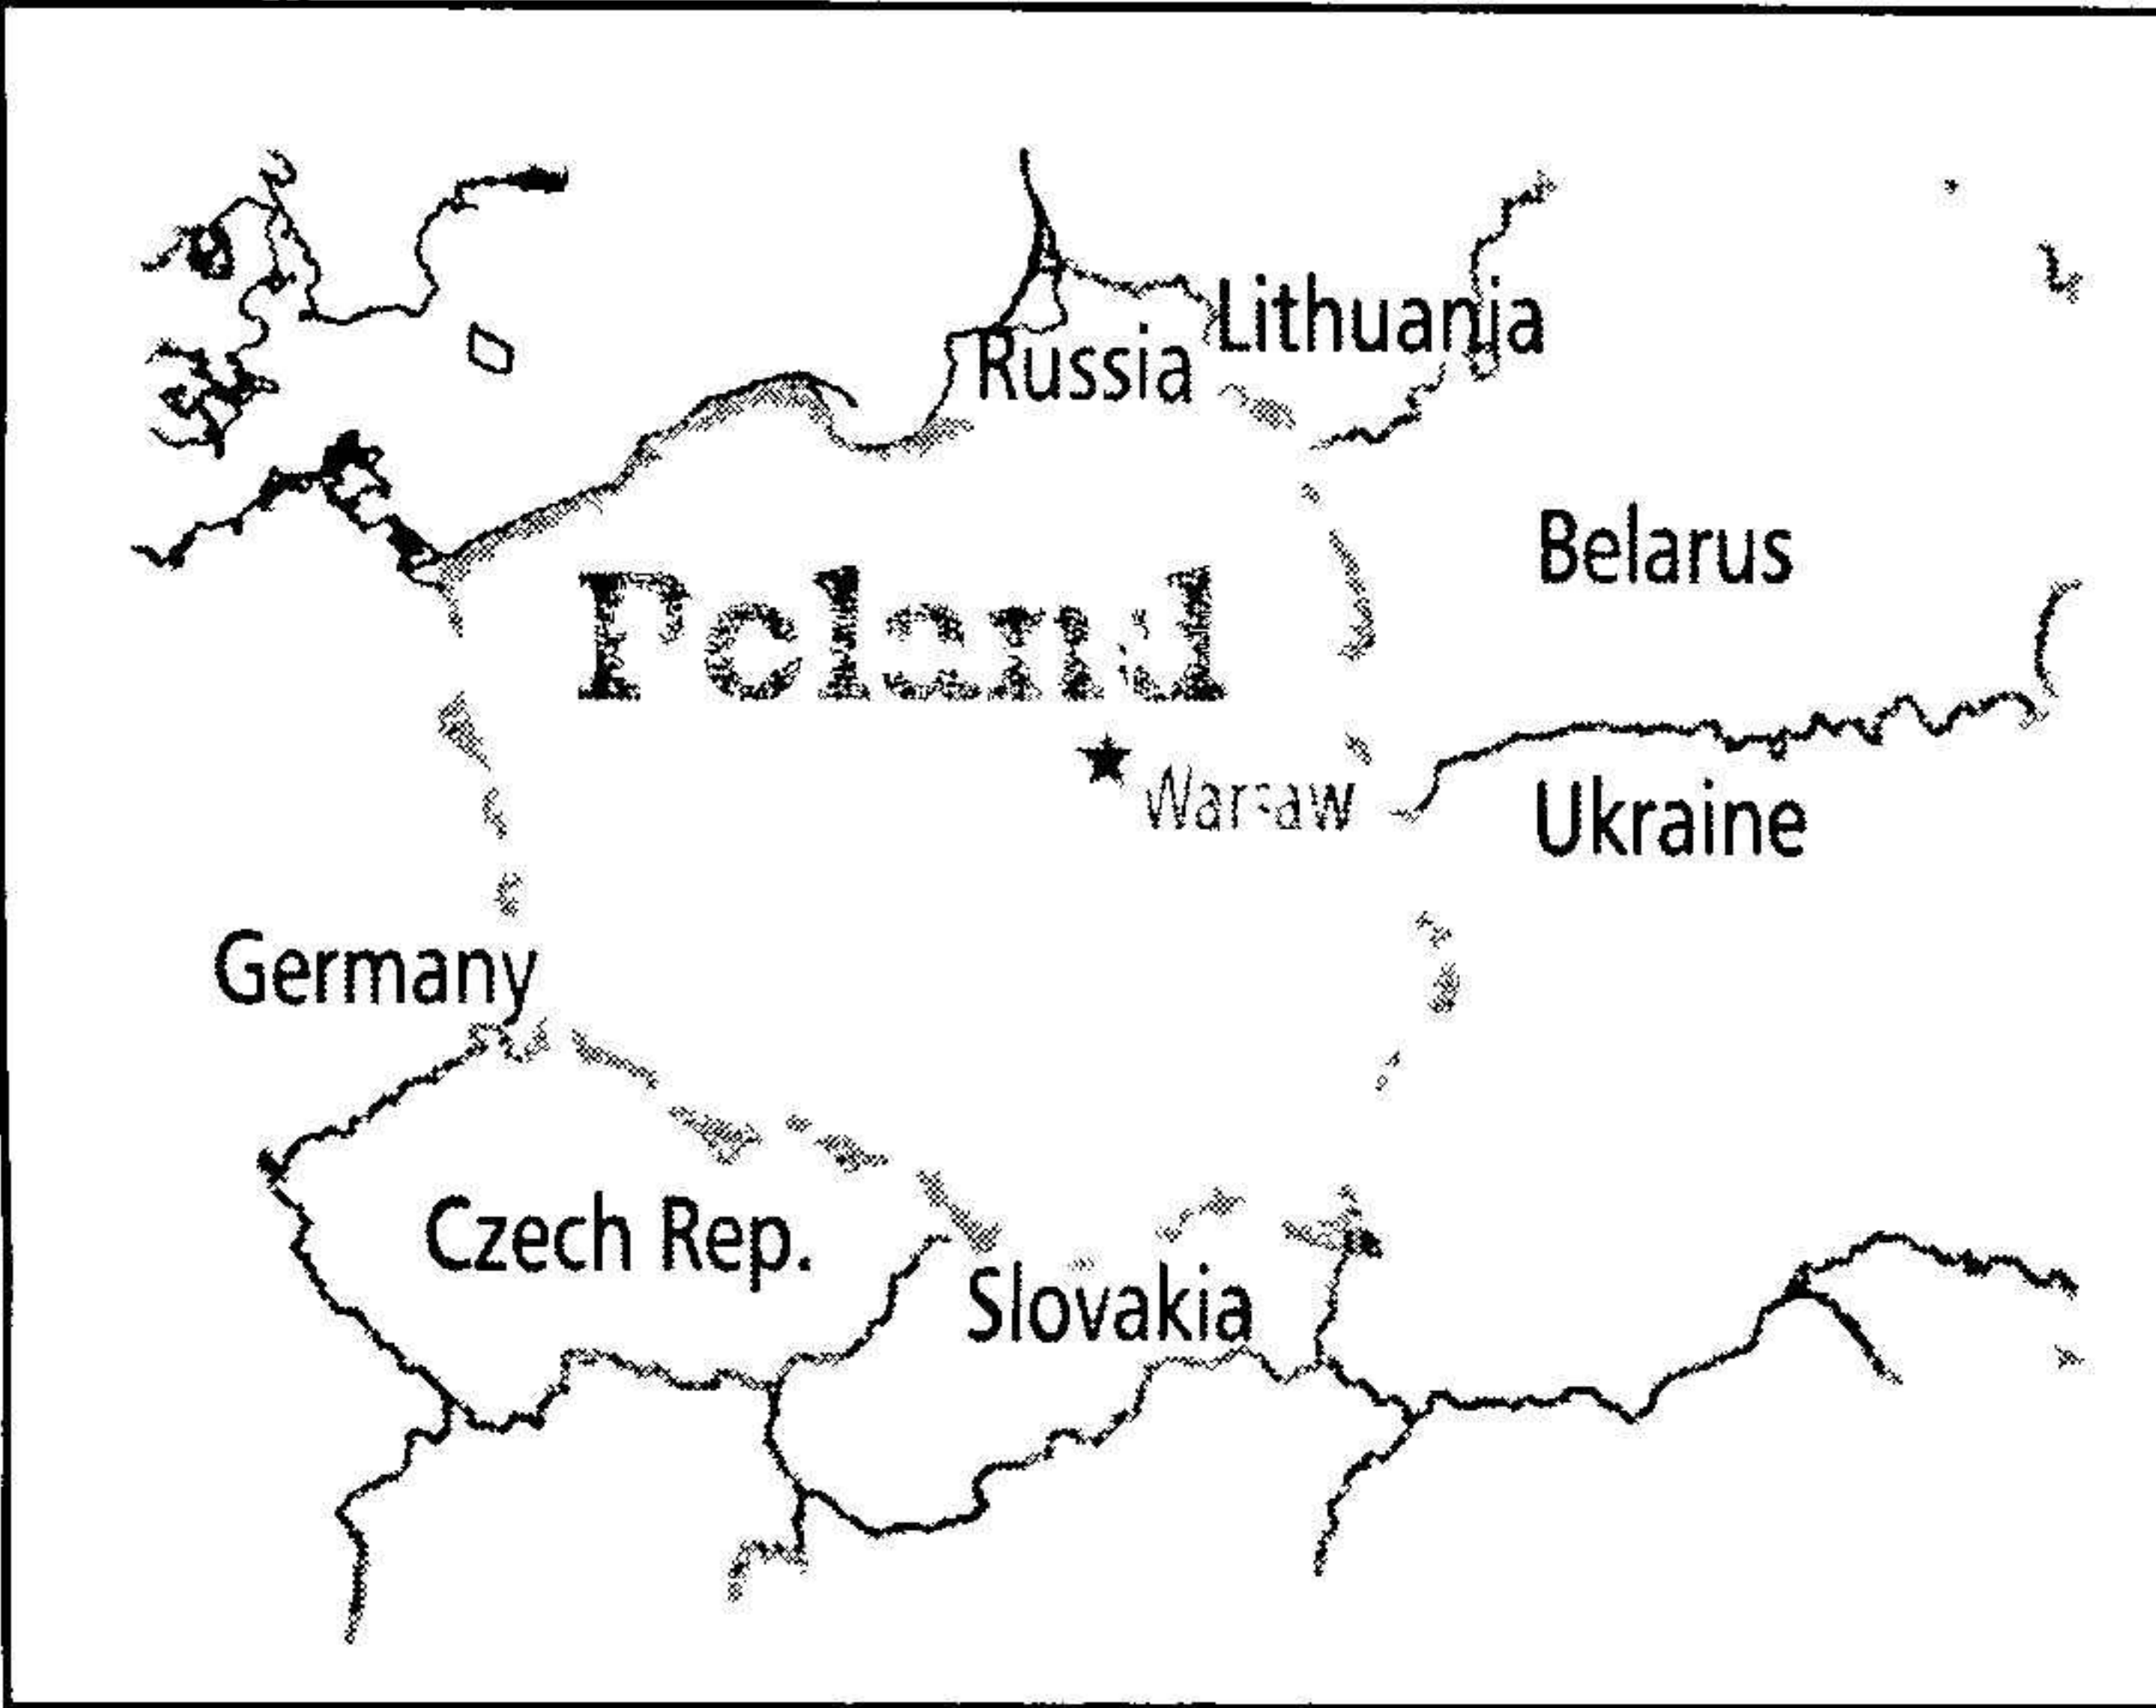 Lithuania
Russia
Belarus
Poland
Warsaw
Ukraine
Germany
Czech Rep.
Slovakia